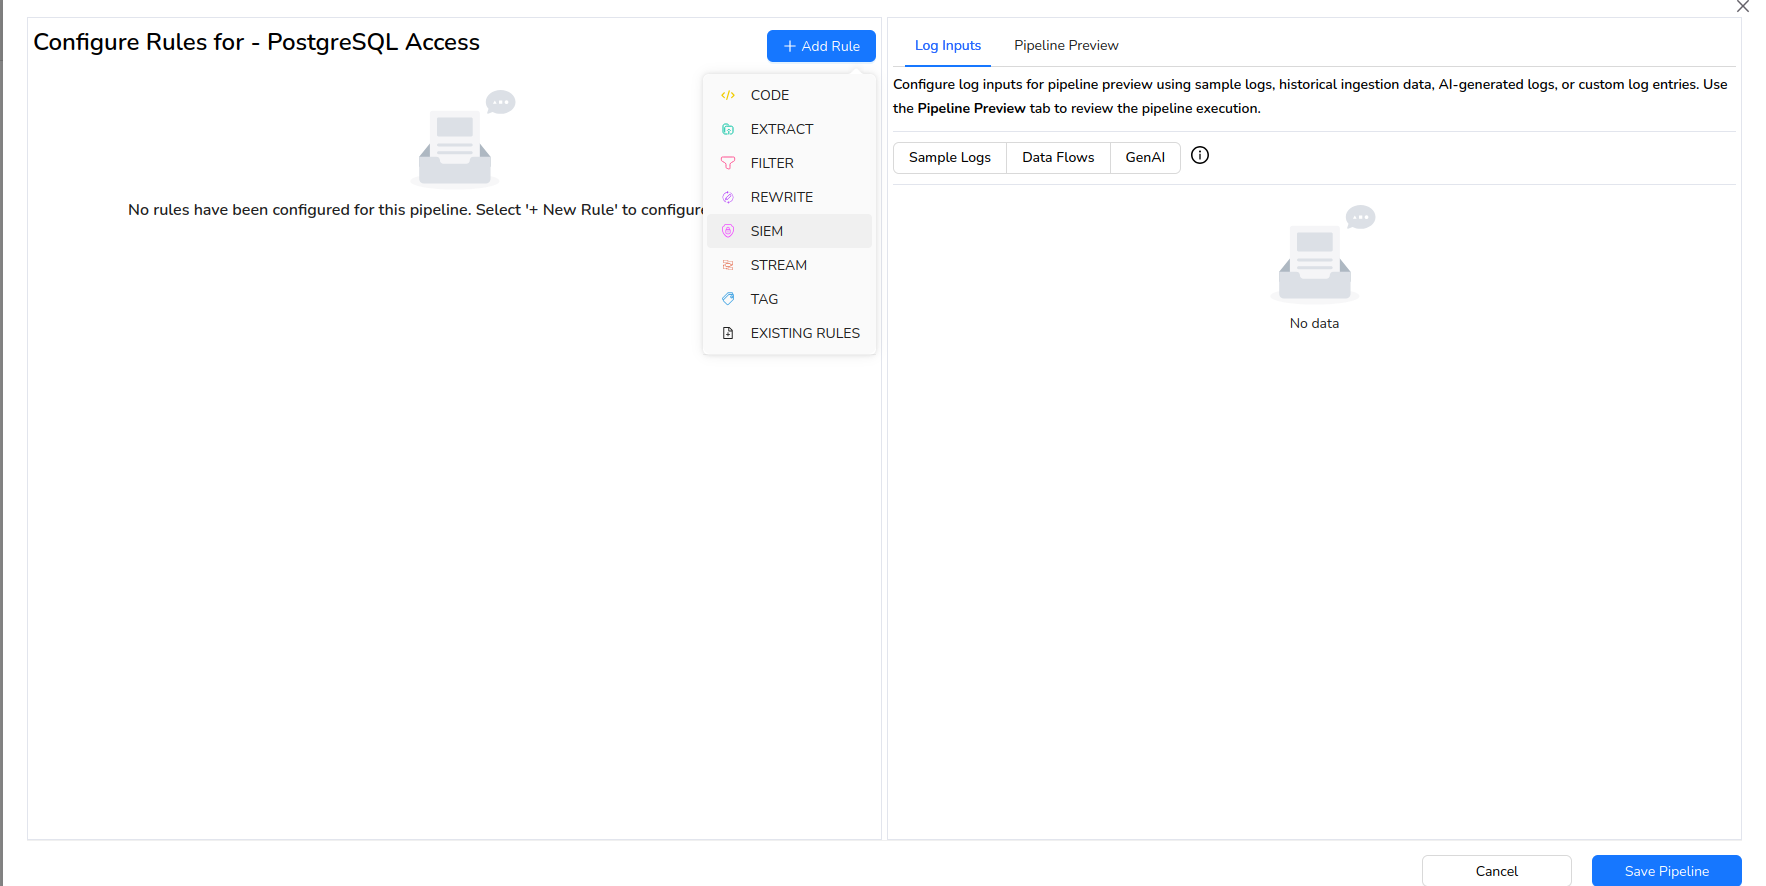 Configure Rules for - PostgreSQL Access
+ Add Rule
CODE
EXTRACT
FILTER
REWRITE
SIEM
STREAM
TAG
EXISTING RULES
No rules have been configured for this pipeline. Select '+ New Rule' to configur
Log Inputs
Pipeline Preview
Configure log inputs for pipeline preview using sample logs, historical ingestion data, AI-generated logs, or custom log entries. Use
the Pipeline Preview tab to review the pipeline execution.
Sample Logs
Data Flows
GenAI
No data
Cancel
Save Pipeline